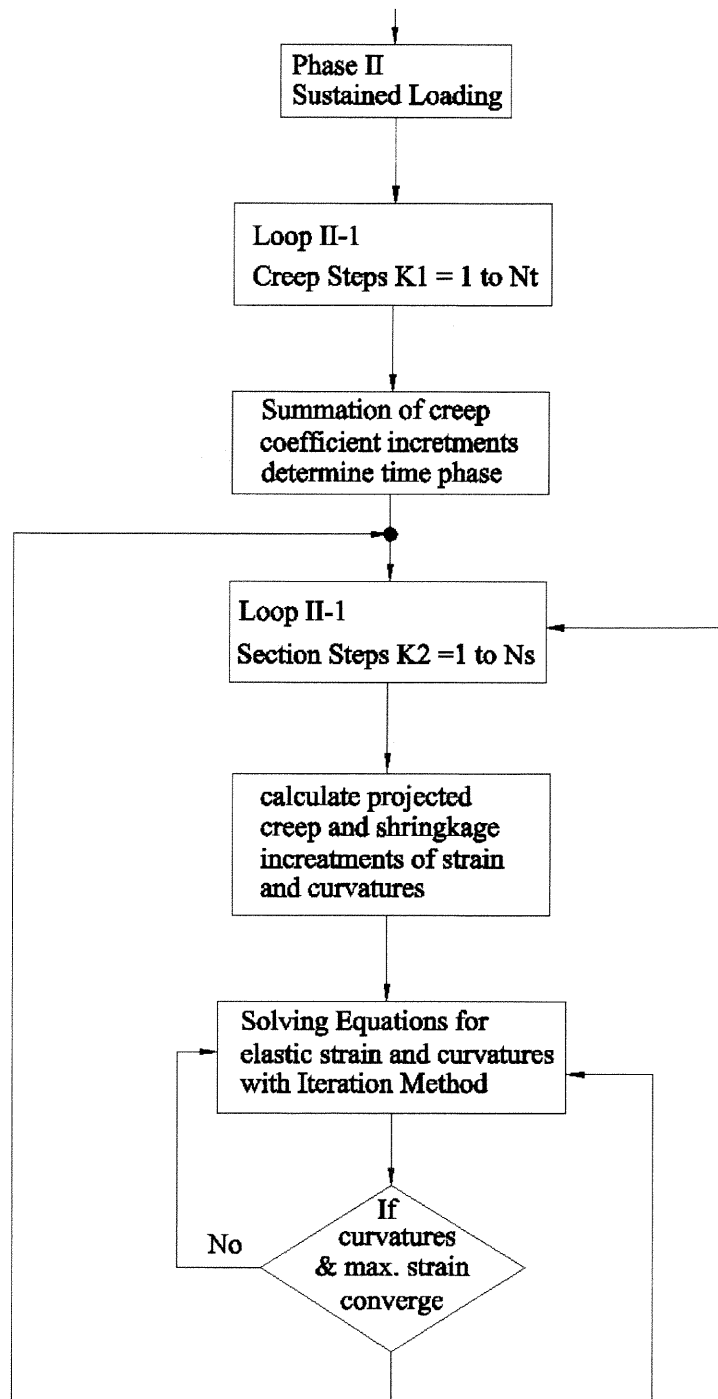 Phase II
Sustained Loading
Loop II-1
Creep Steps K1 = 1 to Nt
Summation of creep
coefficient incretments
determine time phase
Loop II-1
Section Steps K2 =1 to Ns
calculate projected
creep and shringkage
increatments of strain
and curvatures
Solving Equations for
elastic strain and curvatures
with Iteration Method
If
curvatures
& max. strain
converge
No